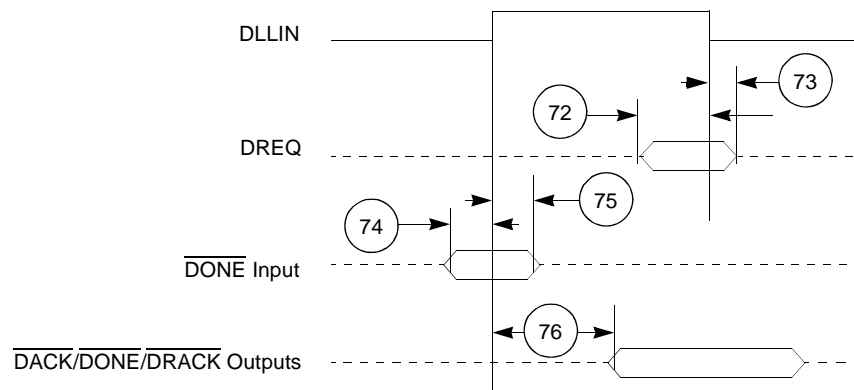 DLLIN
73
72
DREQ
75
74
DONE Input
76
DACK/DONE/DRACK Outputs